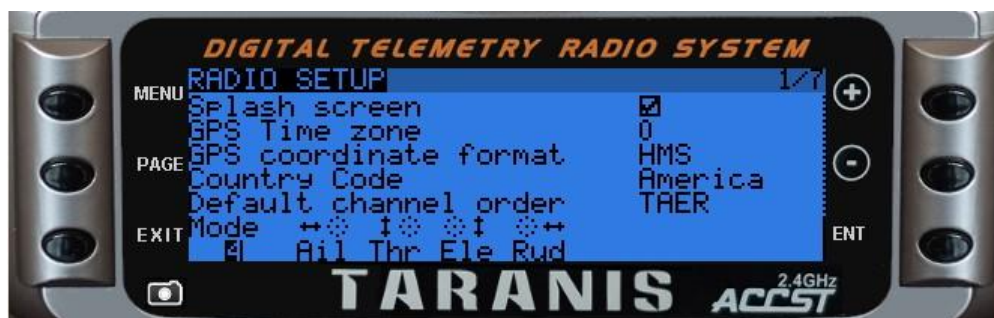 DIGITAL TELEMETRY RADIO SYSTEM
RADIO SETUP 1/7
MENU
Splash screen
GPS Time zone 0
PAGE
GPS coordinate format HMS
Country Code America
Default channel order TAER
EXIT
Mode
4 Ail Thr Ele Rud
ENT
TARANIS
2.4GHz
ACCST